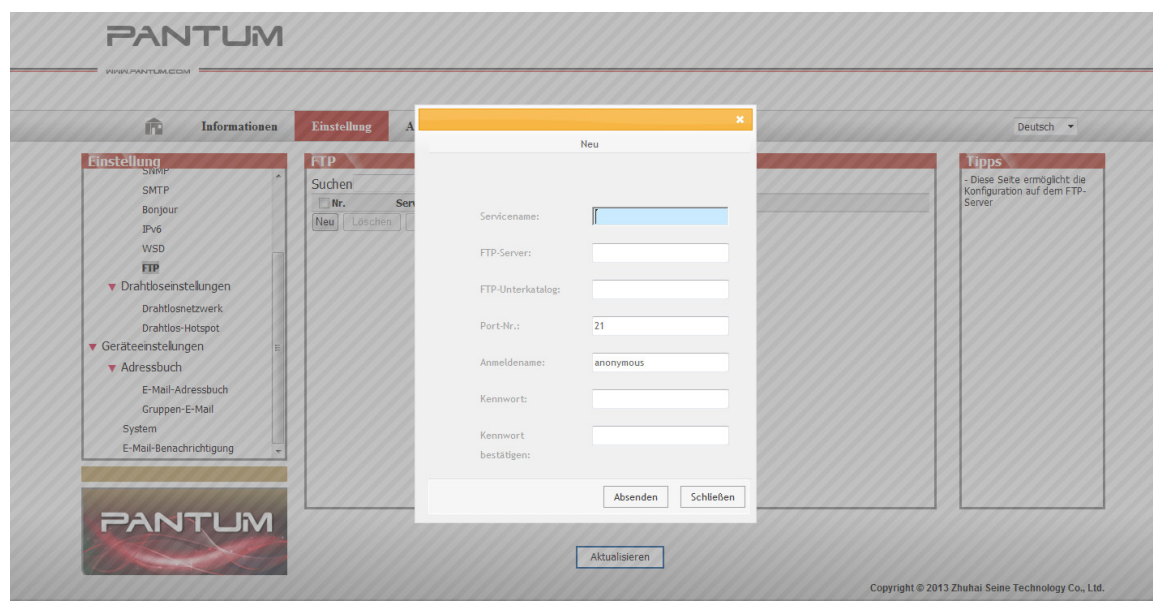 PANTUM
WWW.PANTUM.COM
Informationen
Einstellung
A
Deutsch
Einstellung
SNMP
SMTP
Bonjour
IPv6
WSD
FTP
Drahtloseinstellungen
Drahtlosnetzwerk
Drahtlos-Hotspot
Geräteeinstellungen
Adressbuch
E-Mail-Adressbuch
Gruppen-E-Mail
System
E-Mail-Benachrichtigung
PANTUM
FTP
Suchen
Nr. Serv
Neu Löschen
Neu
Servicename:
FTP-Server:
FTP-Unterkatalog:
Port-Nr.: 21
Anmeldename: anonymous
Kennwort:
Kennwort
bestätigen:
Absenden Schließen
Tipps
- Diese Seite ermöglicht die
Konfiguration auf dem FTP-
Server
Aktualisieren
Copyright © 2013 Zhuhai Seine Technology Co., Ltd.